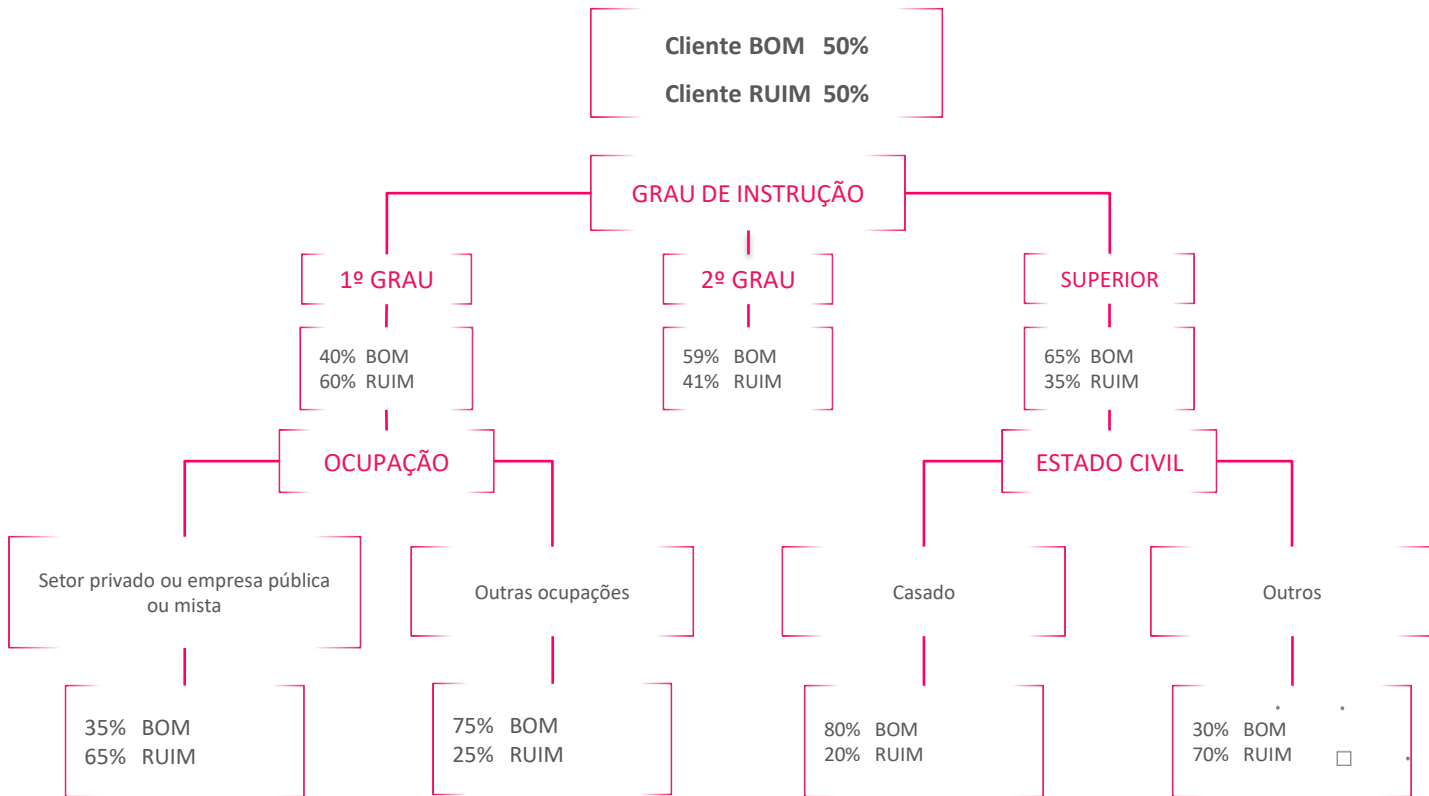 Cliente BOM 50%
Cliente RUIM 50%
GRAU DE INSTRUÇÃO
1º GRAU
2º GRAU
SUPERIOR
40% BOM
60% RUIM
59% BOM
41% RUIM
65% BOM
35% RUIM
OCUPAÇÃO
ESTADO CIVIL
Setor privado ou empresa pública
ou mista
Outras ocupações
Casado
Outros
35% BOM
65% RUIM
75% BOM
25% RUIM
80% BOM
20% RUIM
30% BOM
70% RUIM